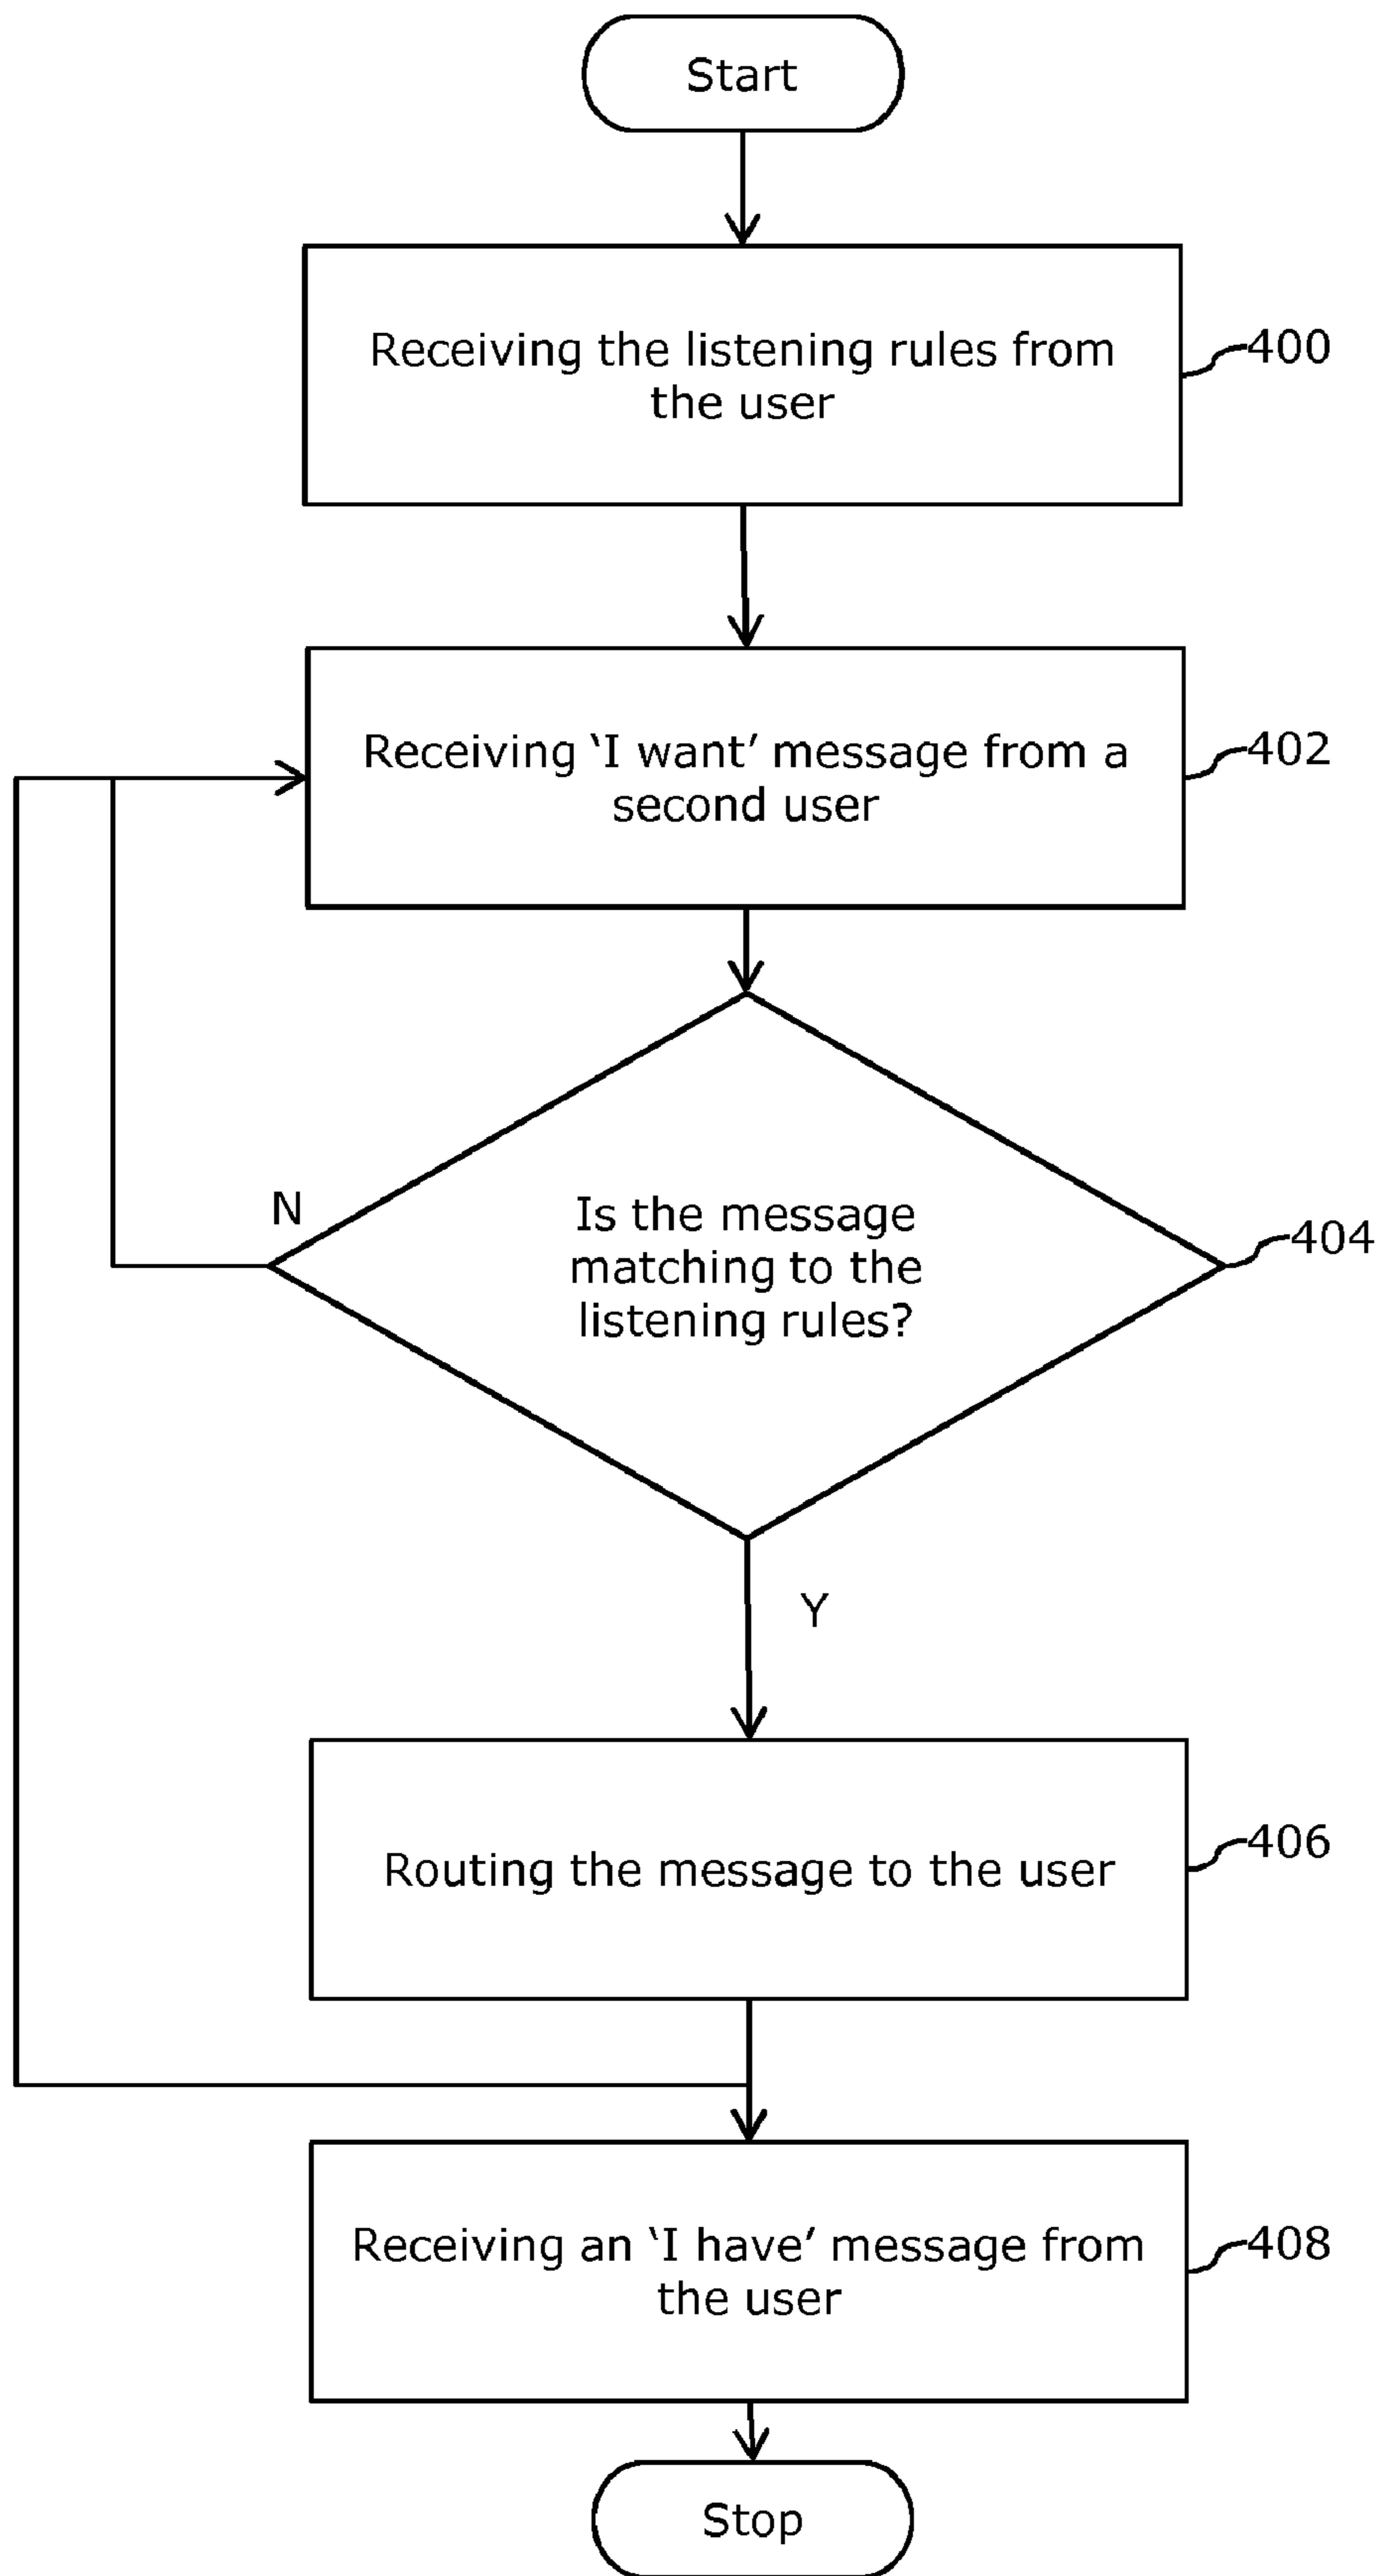 Start
Receiving the listening rules from
the user
400
Receiving ‘I want’ message from a
second user
402
N
Is the message
matching to the
listening rules?
404
Y
Routing the message to the user
406
Receiving an ‘I have’ message from
the user
408
Stop